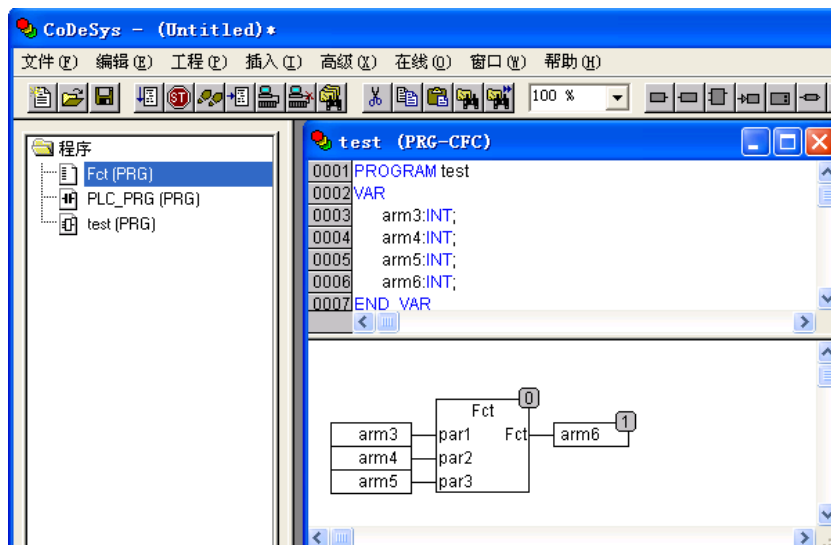 CoDeSys - (Untitled)*
文件(F) 编辑(E) 工程(P) 插入(I) 高级(X) 在线(O) 窗口(W) 帮助(H)
ST 100 %
程序
Fct (PRG)
PLC_PRG (PRG)
test (PRG)
test (PRG-CFC)
0001 PROGRAM test
0002 VAR
0003 arm3:INT;
0004 arm4:INT;
0005 arm5:INT;
0006 arm6:INT;
0007 END_VAR
0
Fct
1
arm3 par1 Fct arm6
arm4 par2
arm5 par3